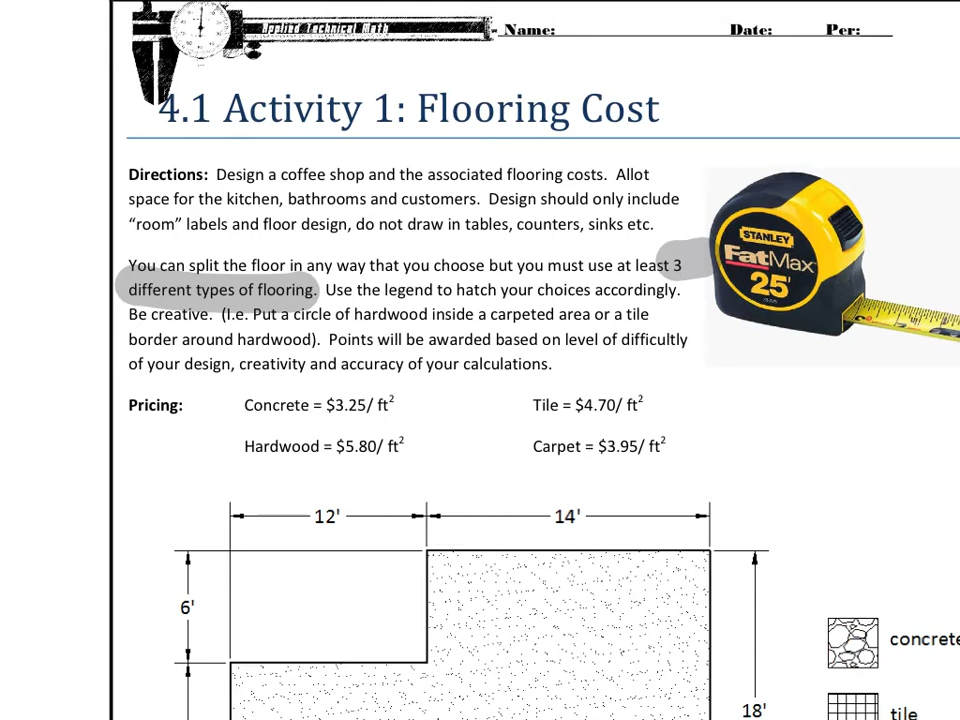 Applied Technical Math
Name: Date: Per:
4.1 Activity 1: Flooring Cost
Directions: Design a coffee shop and the associated flooring costs. Allot
space for the kitchen, bathrooms and customers. Design should only include
“room” labels and floor design, do not draw in tables, counters, sinks etc.
You can split the floor in any way that you choose but you must use at least 3
different types of flooring. Use the legend to hatch your choices accordingly.
Be creative. (I.e. Put a circle of hardwood inside a carpeted area or a tile
border around hardwood). Points will be awarded based on level of difficultly
of your design, creativity and accuracy of your calculations.
STANLEY
FatMax
25'
Pricing: Concrete = $3.25/ ft2 Tile = $4.70/ ft2
Hardwood = $5.80/ ft2 Carpet = $3.95/ ft2
12' 14'
6'
concrete
18'
tile